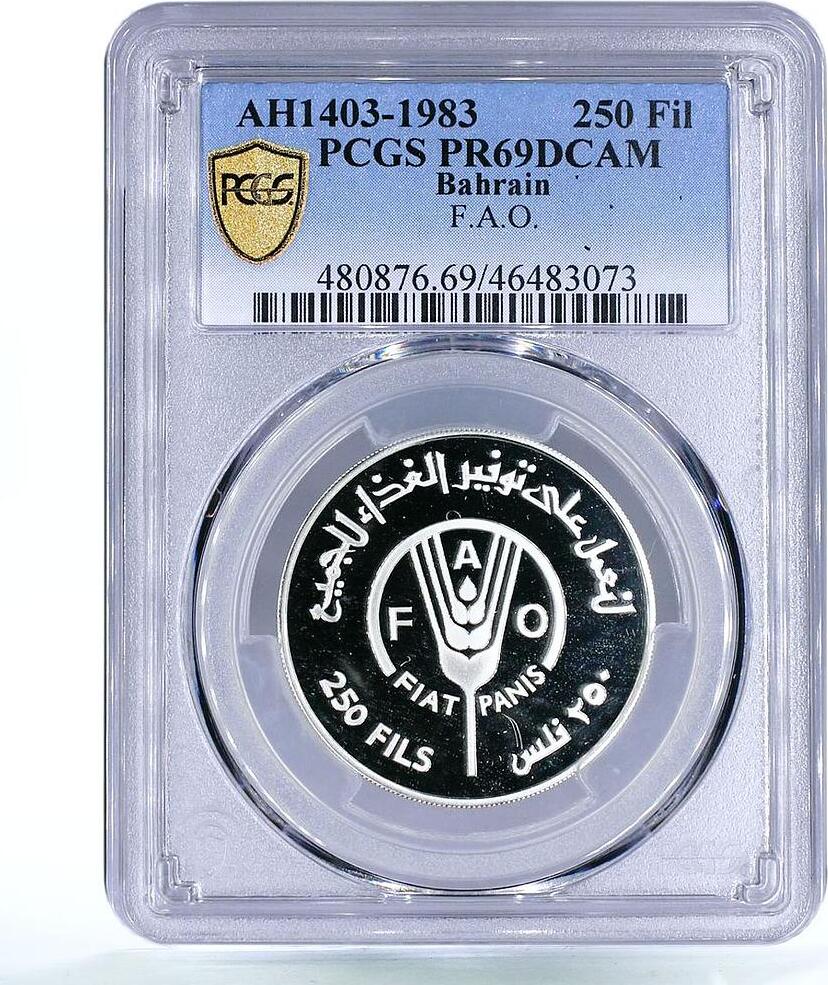 AH1403-1983 250 Fil
PCGS PR69DCAM
Bahrain
F.A.O.
PCGS
480876.69/46483073
لنعمل على توفير الغذاء للجميع
F A O
FIAT PANIS
250 FILS
٢٥٠ فلس